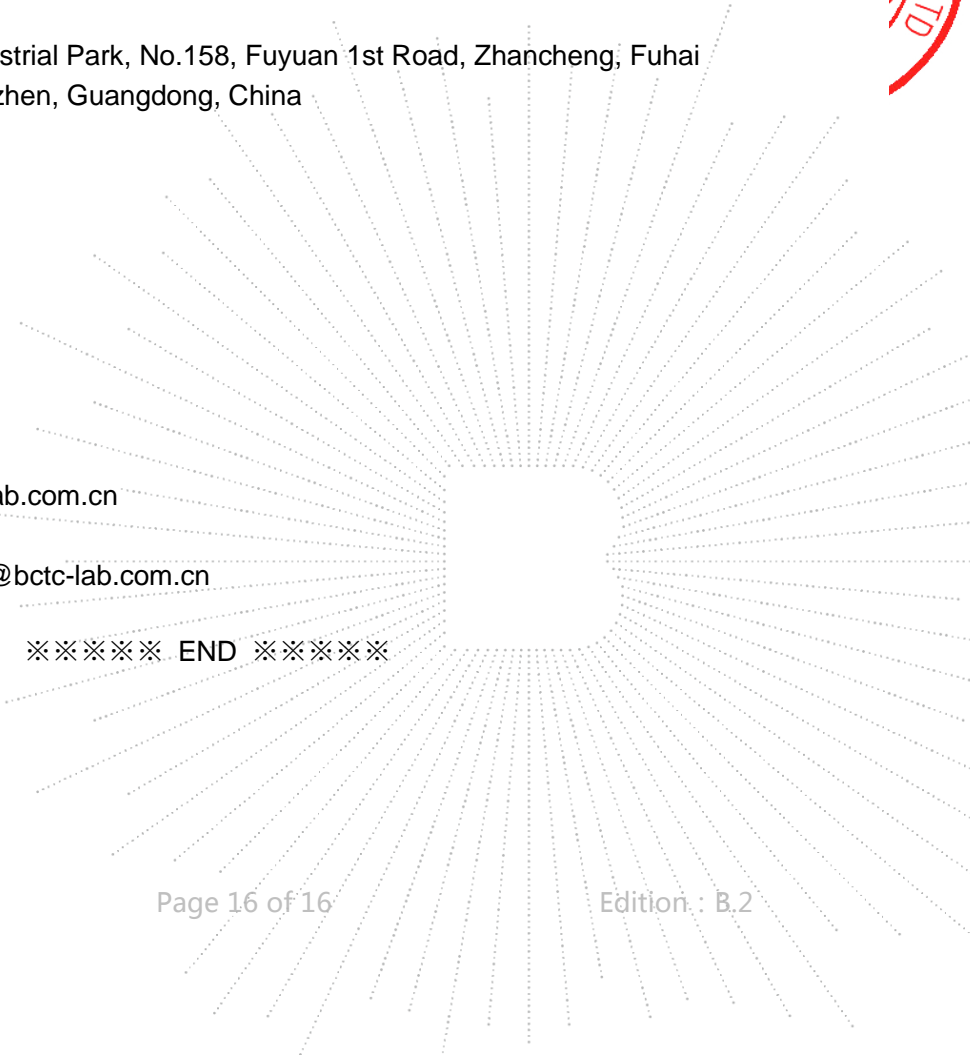 TD
strial Park, No.158, Fuyuan 1st Road, Zhancheng, Fuhai
zhen, Guangdong, China
ab.com.cn
@bctc-lab.com.cn
※※※※※ END ※※※※※
Page 16 of 16 Edition：B.2